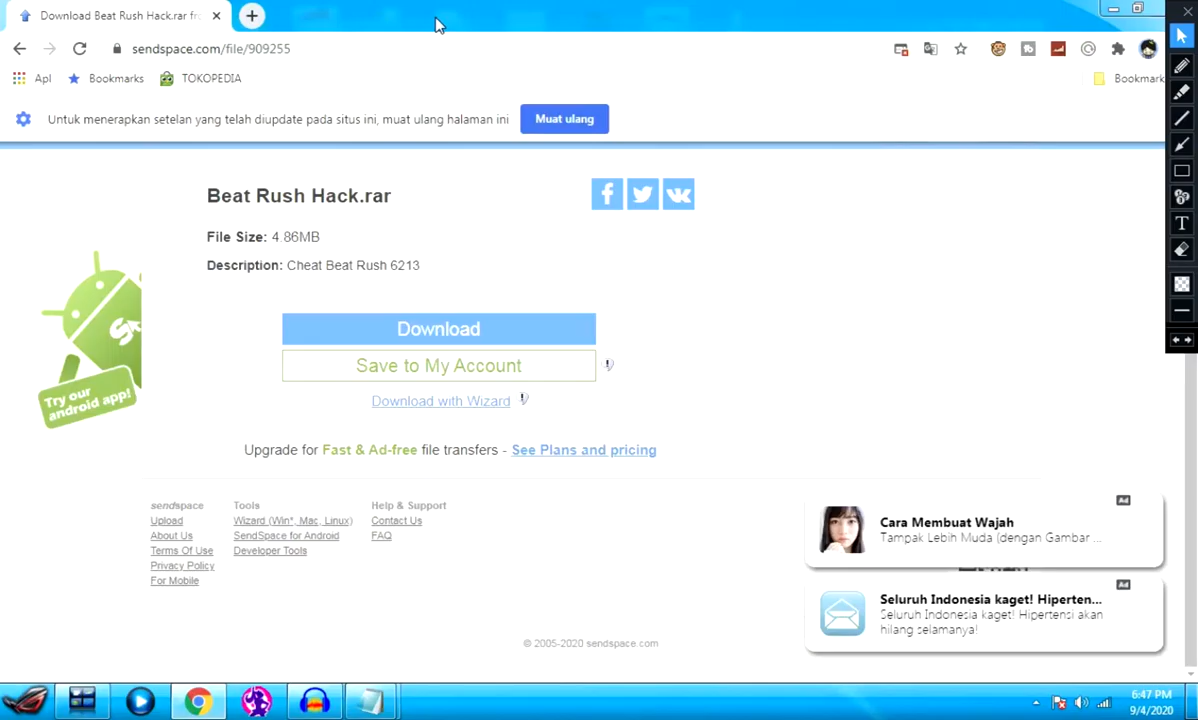 Download Beat Rush Hack.rar fr
sendspace.com/file/909255
Apl Bookmarks TOKOPEDIA Bookmark
Untuk menerapkan setelan yang telah diupdate pada situs ini, muat ulang halaman ini Muat ulang
Beat Rush Hack.rar
File Size: 4.86MB
Description: Cheat Beat Rush 6213
Download
Save to My Account
Download with Wizard
Try our
android app!
Upgrade for Fast & Ad-free file transfers - See Plans and pricing
sendspace
Upload
About Us
Terms Of Use
Privacy Policy
For Mobile
Tools
Wizard (Win*, Mac, Linux)
SendSpace for Android
Developer Tools
Help & Support
Contact Us
FAQ
Cara Membuat Wajah
Tampak Lebih Muda (dengan Gambar ...
Seluruh Indonesia kaget! Hiperten...
Seluruh Indonesia kaget! Hipertensi akan
hilang selamanya!
© 2005-2020 sendspace.com
6:47 PM
9/4/2020